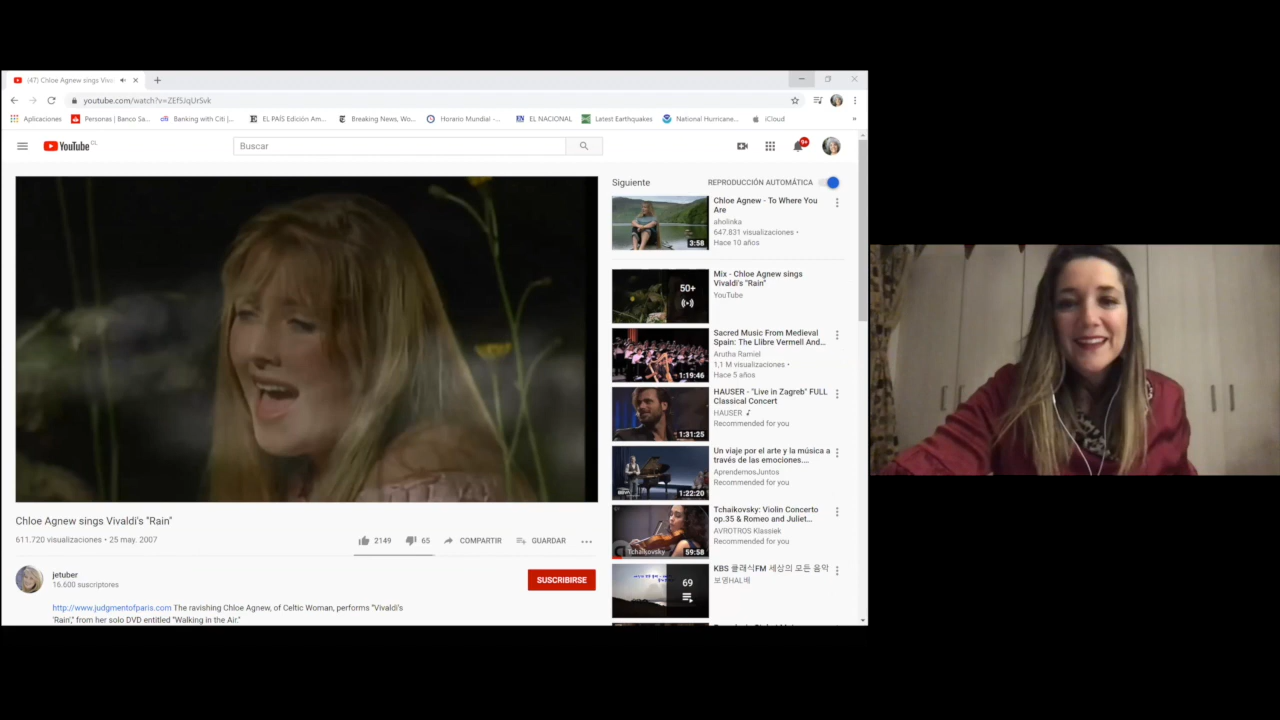 (47) Chloe Agnew sings Viva
youtube.com/watch?v=ZEf5JqUrSvk
Aplicaciones
Personas | Banco Sa...
citi
Banking with Citi |...
EL PAÍS Edición Am...
Breaking News, Wo...
Horario Mundial -...
EL NACIONAL
Latest Earthquakes
National Hurricane...
iCloud
»
YouTube CL
Buscar
9+
Siguiente
REPRODUCCIÓN AUTOMÁTICA
3:58
Chloe Agnew - To Where You
Are
aholinka
647.831 visualizaciones •
Hace 10 años
50+
Mix - Chloe Agnew sings
Vivaldi's "Rain"
YouTube
1:19:46
Sacred Music From Medieval
Spain: The Llibre Vermell And...
Arutha Ramiel
1,1 M visualizaciones •
Hace 5 años
1:31:25
HAUSER - "Live in Zagreb" FULL
Classical Concert
HAUSER ♪
Recommended for you
BBVA
1:22:20
Un viaje por el arte y la música a
través de las emociones....
AprendemosJuntos
Recommended for you
Tchaikovsky
59:58
Tchaikovsky: Violin Concerto
op.35 & Romeo and Juliet...
AVROTROS Klassiek
Recommended for you
69
KBS 클래식FM 세상의 모든 음악
Chloe Agnew sings Vivaldi's "Rain"
611.720 visualizaciones • 25 may. 2007
2149
65
COMPARTIR
GUARDAR
jetuber
16.600 suscriptores
SUSCRIBIRSE
http://www.judgmentofparis.com The ravishing Chloe Agnew, of Celtic Woman, performs "Vivaldi's
'Rain'," from her solo DVD entitled "Walking in the Air."